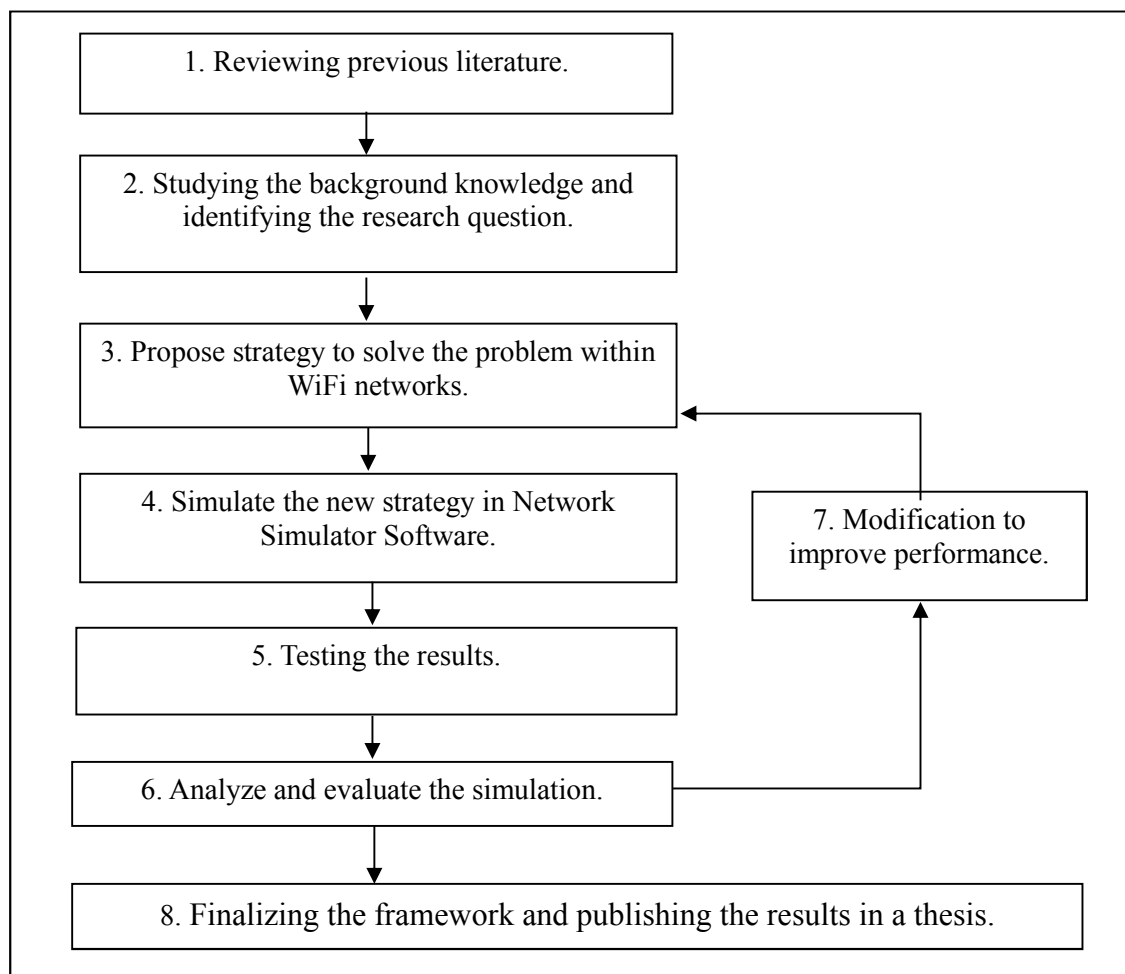 1. Reviewing previous literature.
2. Studying the background knowledge and
identifying the research question.
3. Propose strategy to solve the problem within
WiFi networks.
4. Simulate the new strategy in Network
Simulator Software.
5. Testing the results.
6. Analyze and evaluate the simulation.
7. Modification to
improve performance.
8. Finalizing the framework and publishing the results in a thesis.